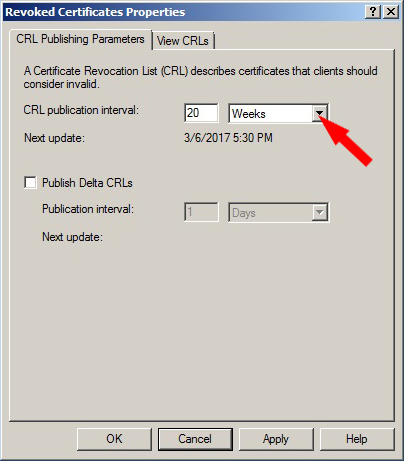 Revoked Certificates Properties
CRL Publishing Parameters
View CRLs
A Certificate Revocation List (CRL) describes certificates that clients should
consider invalid.
CRL publication interval: 20 Weeks
Next update: 3/6/2017 5:30 PM
Publish Delta CRLs
Publication interval: 1 Days
Next update:
OK Cancel Apply Help